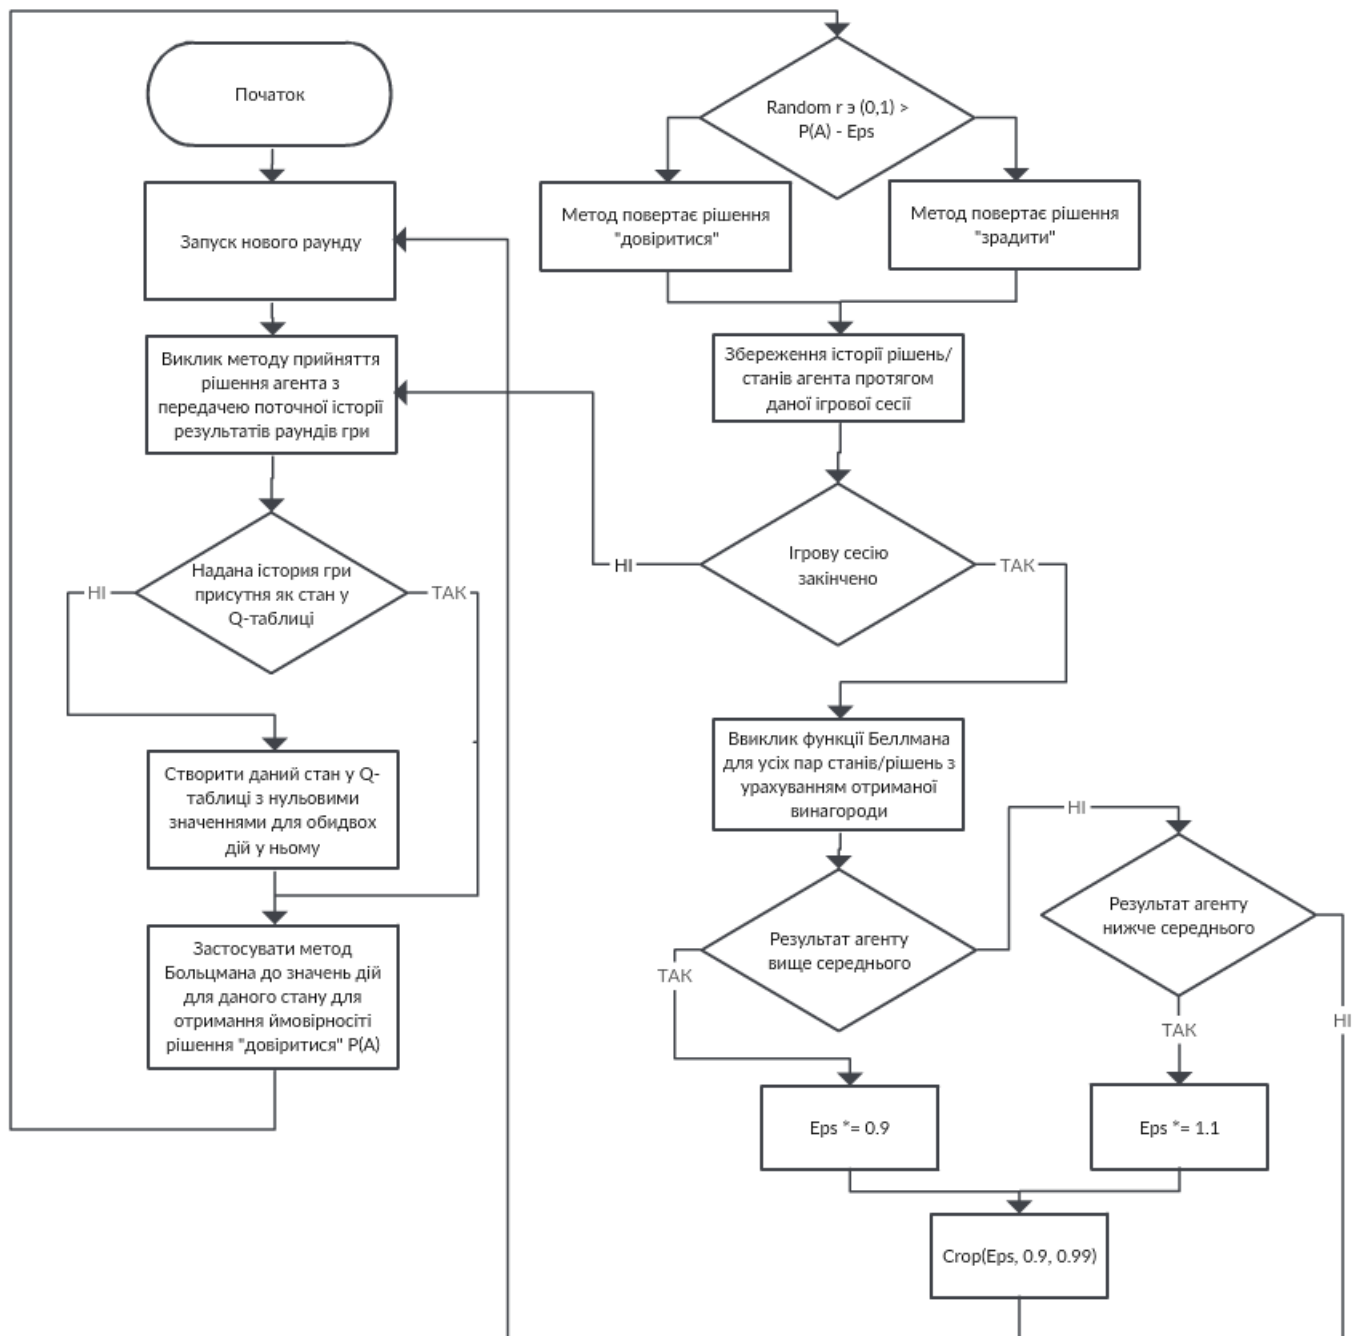 Початок
Запуск нового раунду
Виклик методу прийняття
рішення агента з
передачею поточної історії
результатів раундів гри
Надана істория гри
присутня як стан у
Q-таблиці
НІ
ТАК
Створити даний стан у Q-
таблиці з нульовими
значеннями для обидвох
дій у ньому
Застосувати метод
Больцмана до значень дій
для даного стану для
отримання ймовірносіті
рішення "довіритися" P(A)
Random r э (0,1) >
P(A) - Eps
Метод повертає рішення
"довіритися"
Метод повертає рішення
"зрадити"
Збереження історії рішень/
станів агента протягом
даної ігрової сесії
Ігрову сесію
закінчено
НІ
ТАК
Ввиклик функції Беллмана
для усіх пар станів/рішень з
урахуванням отриманої
винагороди
Результат агенту
вище середнього
ТАК
НІ
Результат агенту
нижче середнього
ТАК
НІ
Eps *= 0.9
Eps *= 1.1
Crop(Eps, 0.9, 0.99)